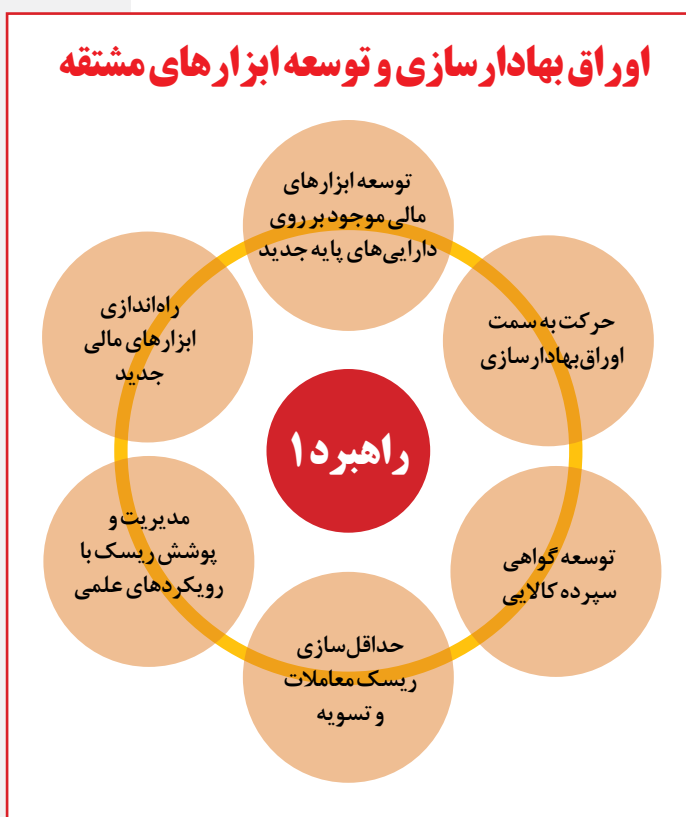 اوراق بهادارسازی و توسعه ابزارهای مشتقه
توسعه ابزارهای
مالی موجود بر روی
دارایی‌های پایه جدید
حرکت به سمت
اوراق‌بهادارسازی
توسعه گواهی
سپرده کالایی
حداقل‌سازی
ریسک معاملات
و تسویه
مدیریت و
پوشش ریسک با
رویکردهای علمی
راه‌اندازی
ابزارهای مالی
جدید
راهبرد ۱